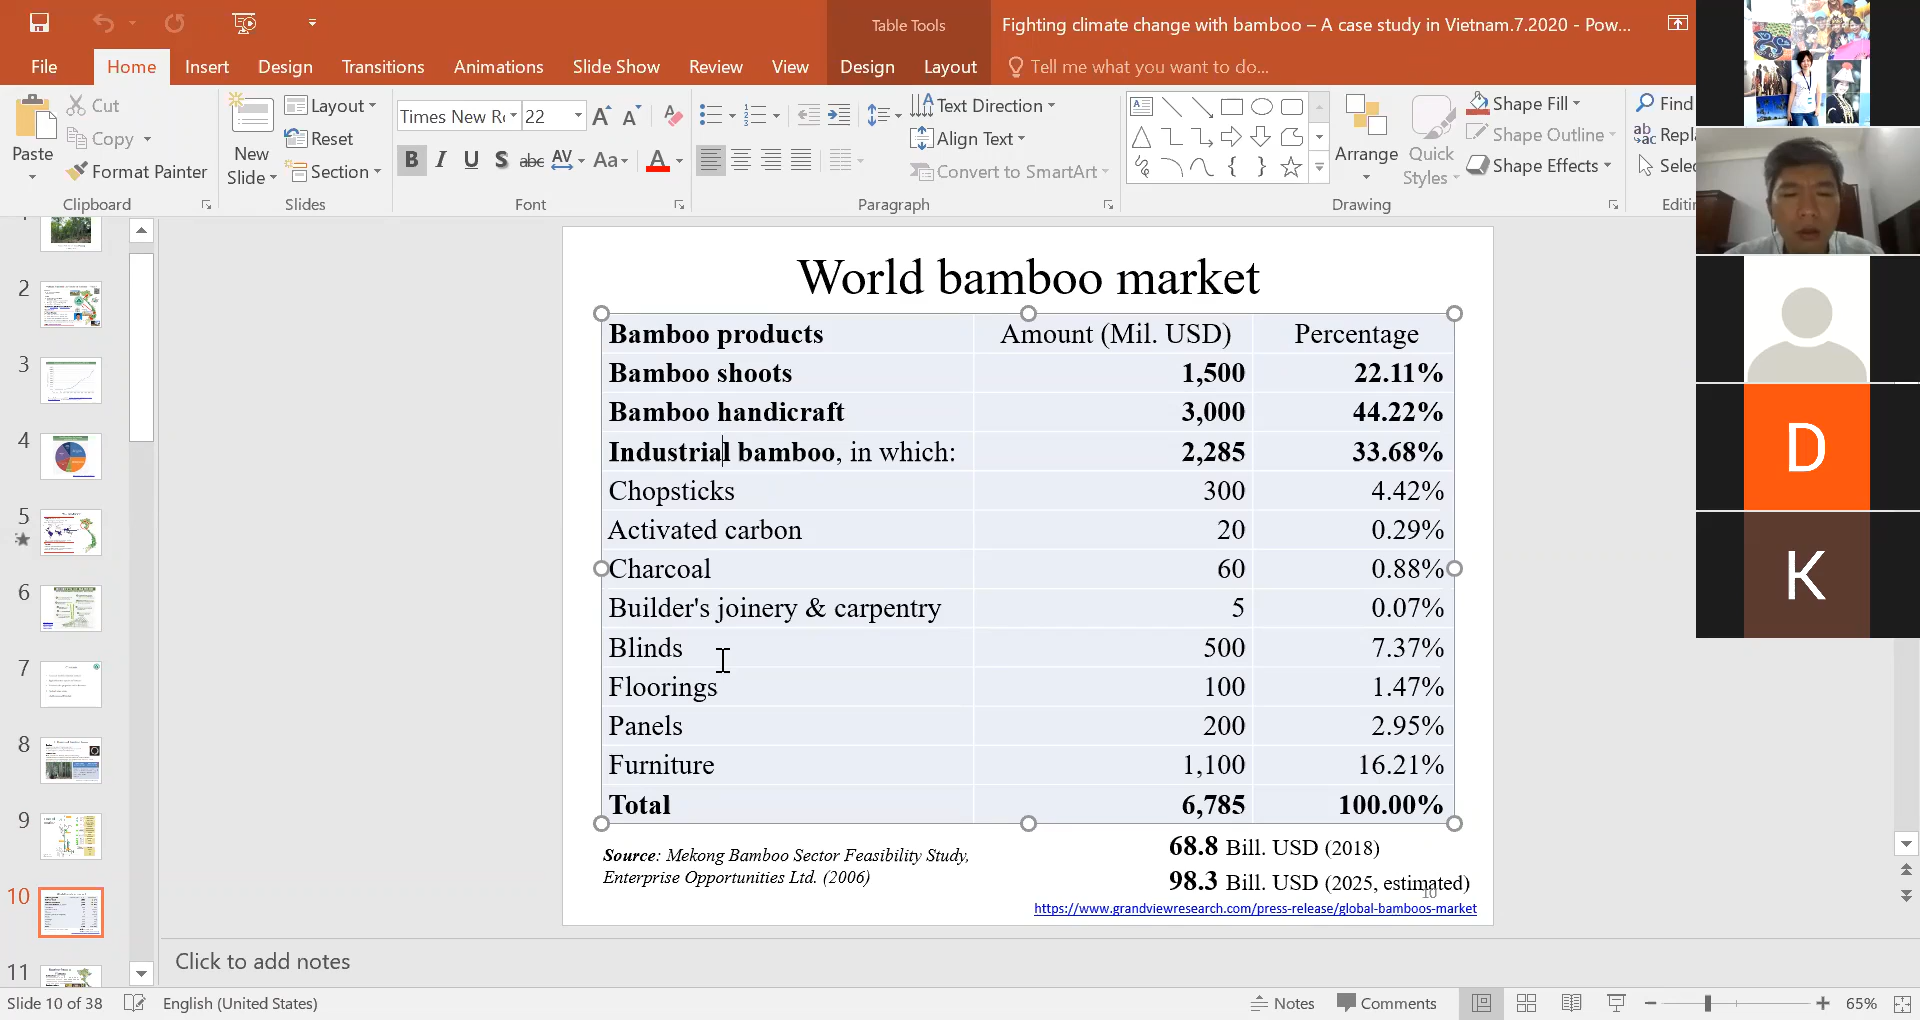 Table Tools
Fighting climate change with bamboo – A case study in Vietnam.7.2020 - Pow...
File Home Insert Design Transitions Animations Slide Show Review View Design Layout Tell me what you want to do...
Paste
Cut
Copy
Format Painter
Clipboard
New Slide
Layout
Reset
Section
Slides
Times New R 22
B I U S abc AV Aa A
Font
Text Direction
Align Text
Convert to SmartArt
Paragraph
Arrange
Quick Styles
Shape Fill
Shape Outline
Shape Effects
Drawing
Find
Repla
Selec
Editin
2
3
4
5
6
7
8
9
10
11
World bamboo market
Bamboo products Amount (Mil. USD) Percentage
Bamboo shoots 1,500 22.11%
Bamboo handicraft 3,000 44.22%
Industrial bamboo, in which: 2,285 33.68%
Chopsticks 300 4.42%
Activated carbon 20 0.29%
Charcoal 60 0.88%
Builder's joinery & carpentry 5 0.07%
Blinds 500 7.37%
Floorings 100 1.47%
Panels 200 2.95%
Furniture 1,100 16.21%
Total 6,785 100.00%
Source: Mekong Bamboo Sector Feasibility Study,
Enterprise Opportunities Ltd. (2006)
68.8 Bill. USD (2018)
98.3 Bill. USD (2025, estimated)
10
https://www.grandviewresearch.com/press-release/global-bamboos-market
D
K
Click to add notes
Slide 10 of 38 English (United States) Notes Comments 65%